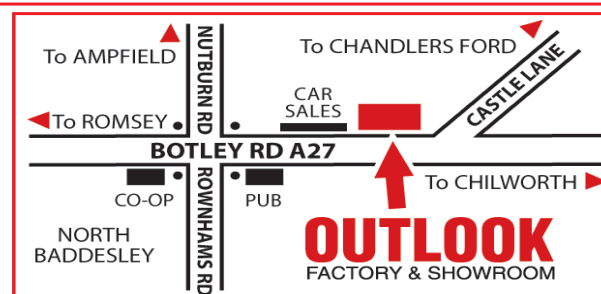 To AMPFIELD
NUTBURN RD
To CHANDLERS FORD
CASTLE LANE
CAR
SALES
To ROMSEY
BOTLEY RD A27
CO-OP
ROWNHAMS RD
PUB
To CHILWORTH
NORTH
BADDESLEY
OUTLOOK
FACTORY & SHOWROOM